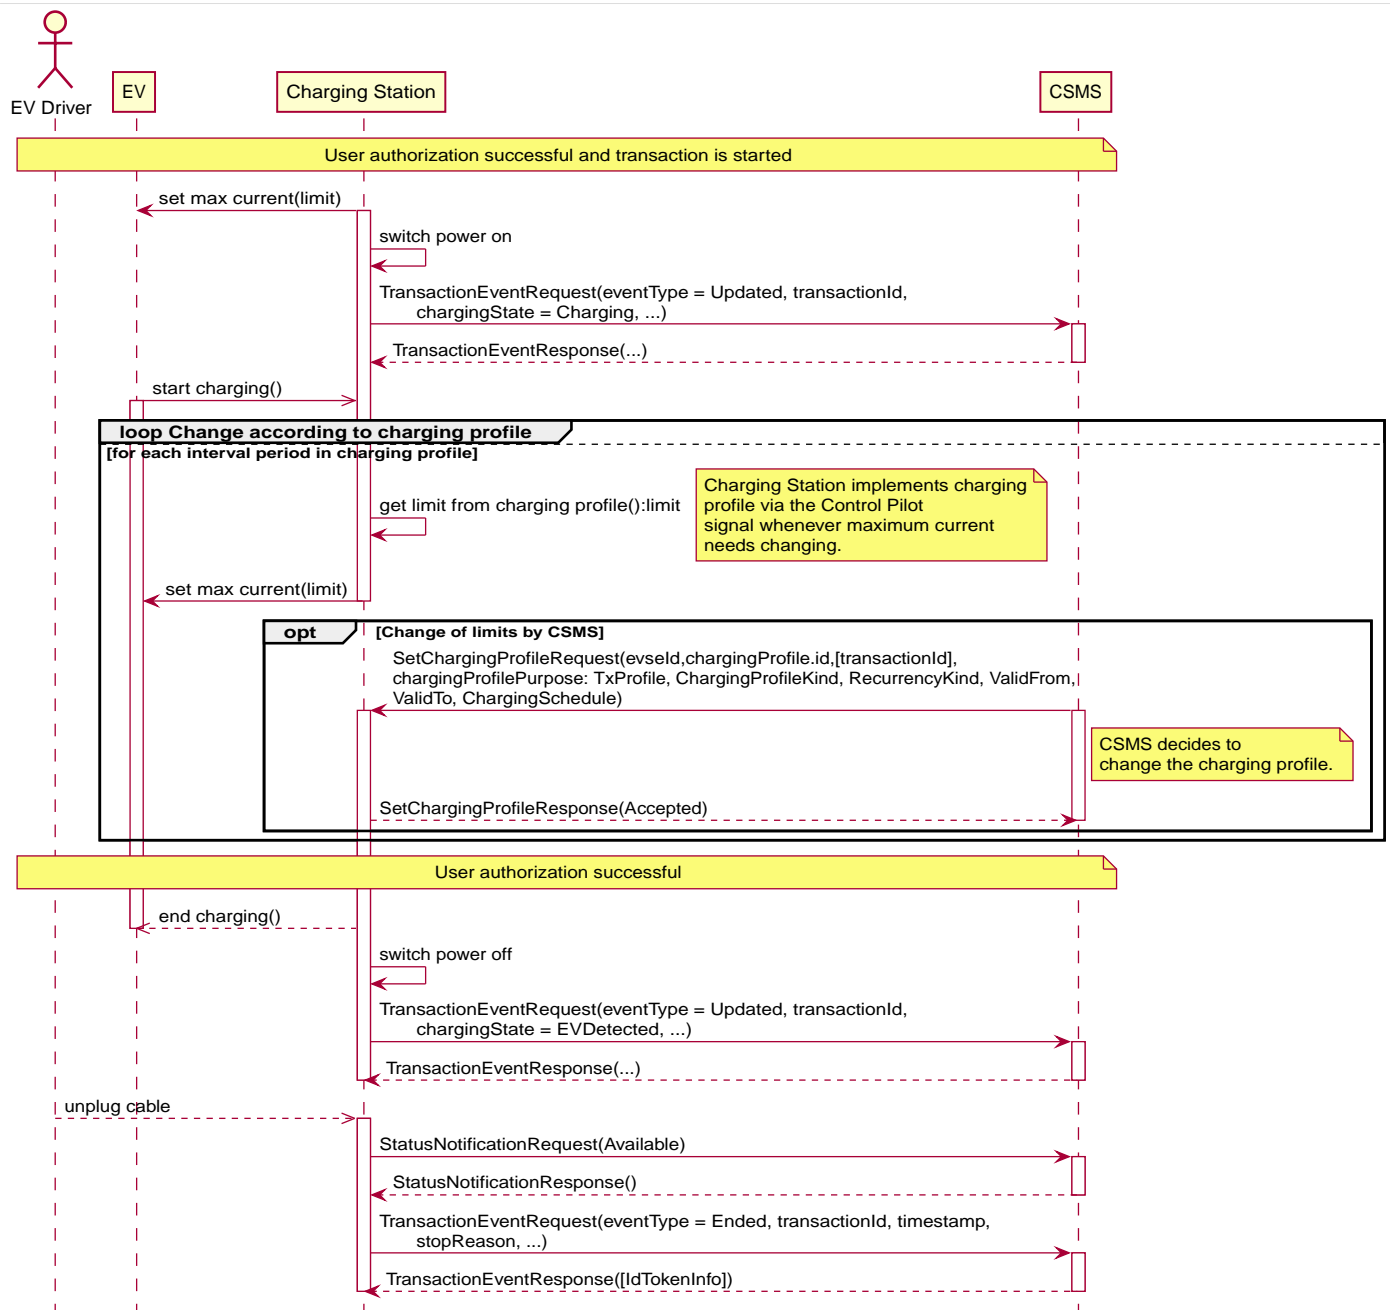 EV Driver
EV
Charging Station
CSMS
User authorization successful and transaction is started
set max current(limit)
switch power on
TransactionEventRequest(eventType = Updated, transactionId,
chargingState = Charging, ...)
TransactionEventResponse(...)
start charging()
loop Change according to charging profile
[for each interval period in charging profile]
get limit from charging profile():limit
Charging Station implements charging
profile via the Control Pilot
signal whenever maximum current
needs changing.
set max current(limit)
opt
[Change of limits by CSMS]
SetChargingProfileRequest(evseId,chargingProfile.id,[transactionId],
chargingProfilePurpose: TxProfile, ChargingProfileKind, RecurrencyKind, ValidFrom,
ValidTo, ChargingSchedule)
CSMS decides to
change the charging profile.
SetChargingProfileResponse(Accepted)
User authorization successful
end charging()
switch power off
TransactionEventRequest(eventType = Updated, transactionId,
chargingState = EVDetected, ...)
TransactionEventResponse(...)
unplug cable
StatusNotificationRequest(Available)
StatusNotificationResponse()
TransactionEventRequest(eventType = Ended, transactionId, timestamp,
stopReason, ...)
TransactionEventResponse([IdTokenInfo])